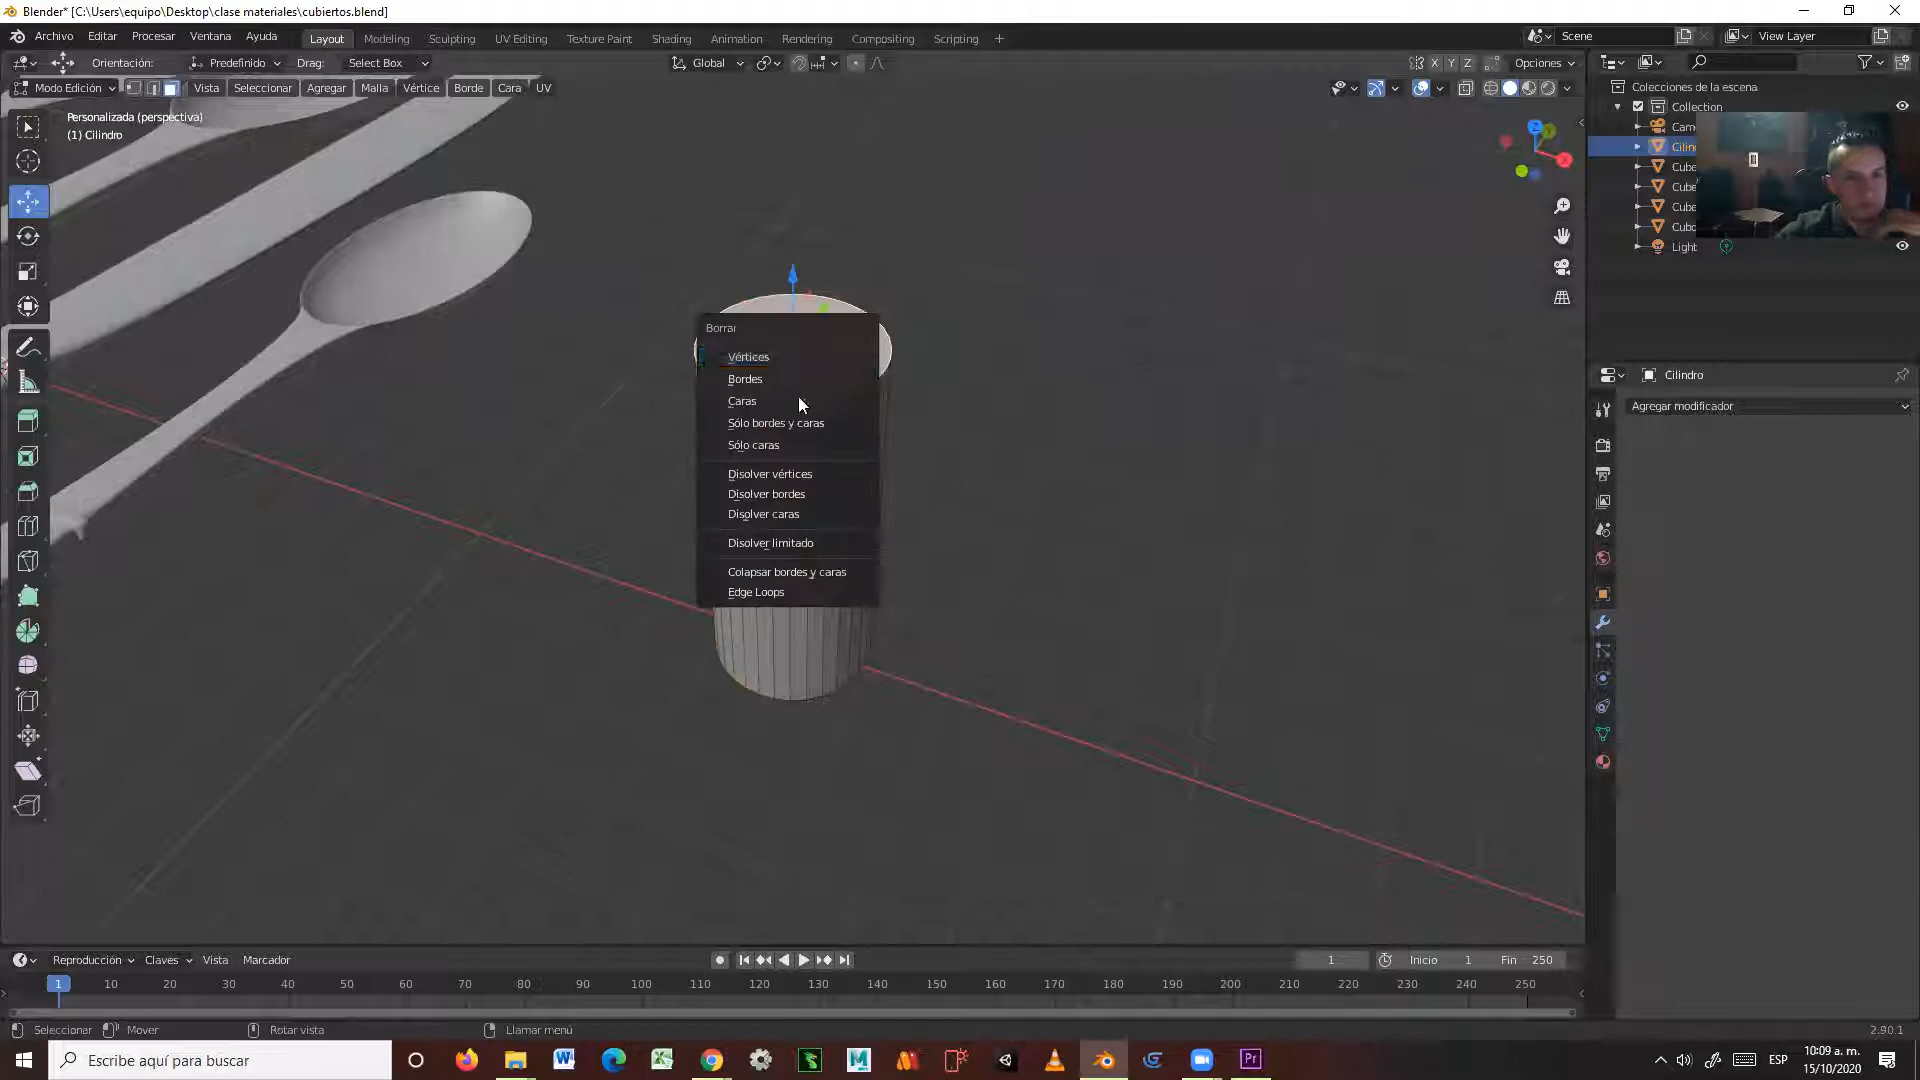 Blender* [C:\Users\equipo\Desktop\clase materiales\cubiertos.blend]
Archivo Editar Procesar Ventana Ayuda Layout Modeling Sculpting UV Editing Texture Paint Shading Animation Rendering Compositing Scripting + Scene View Layer
Orientación: Predefinido Drag: Select Box Global X Y Z Opciones
Modo Edición Vista Seleccionar Agregar Malla Vértice Borde Cara UV
Colecciones de la escena
Collection
Personalizada (perspectiva)
(1) Cilindro
Cam
Cilin
Cube
Cube
Cube
Light
Borrar
Vértices
Bordes
Caras
Sólo bordes y caras
Sólo caras
Disolver vértices
Disolver bordes
Disolver caras
Disolver limitado
Colapsar bordes y caras
Edge Loops
Cilindro
Agregar modificador
Reproducción Claves Vista Marcador 1 Inicio 1 Fin 250
1 10 20 30 40 50 60 70 80 90 100 110 120 130 140 150 160 170 180 190 200 210 220 230 240 250
Seleccionar Mover Rotar vista Llamar menú 2.90.1
Escribe aquí para buscar
ESP
10:09 a. m.
15/10/2020